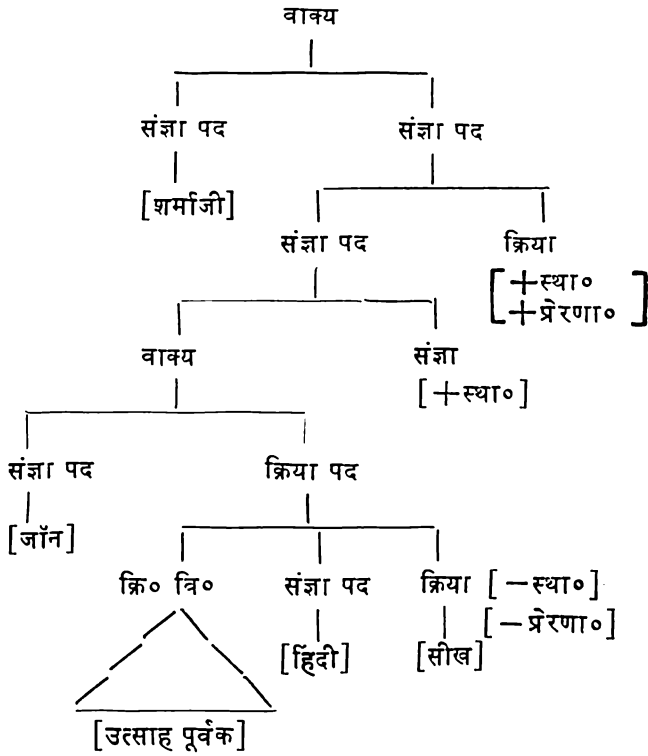 वाक्य
संज्ञा पद संज्ञा पद
[शर्माजी]
संज्ञा पद क्रिया
[+स्था०
+प्रेरणा०]
वाक्य संज्ञा
[+स्था०]
संज्ञा पद क्रिया पद
[जॉन]
क्रि० वि० संज्ञा पद क्रिया [−स्था०]
[−प्रेरणा०]
[हिंदी] [सीख]
[उत्साह पूर्वक]